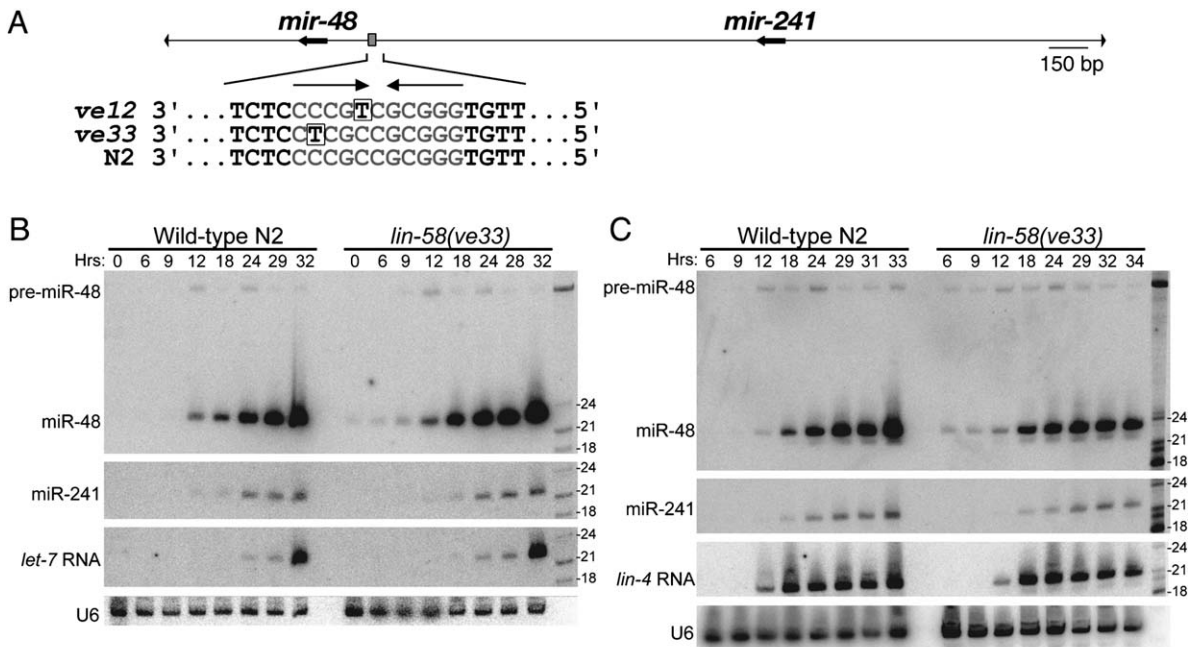 A
mir-48 mir-241
150 bp
ve12 3'...TCTCCCCGTCGCGGGTGTT...5'
ve33 3'...TCTCCTCGCCGCGGGTGTT...5'
N2 3'...TCTCCCCGCCGCGGGTGTT...5'
B
Wild-type N2 lin-58(ve33)
Hrs: 0 6 9 12 18 24 29 32 0 6 9 12 18 24 28 32
pre-miR-48
miR-48
-24
-21
-18
miR-241
-24
-21
-18
let-7 RNA
-24
-21
-18
U6
C
Wild-type N2 lin-58(ve33)
Hrs: 6 9 12 18 24 29 31 33 6 9 12 18 24 29 32 34
pre-miR-48
miR-48
-24
-21
-18
miR-241
-24
-21
-18
lin-4 RNA
-24
-21
-18
U6